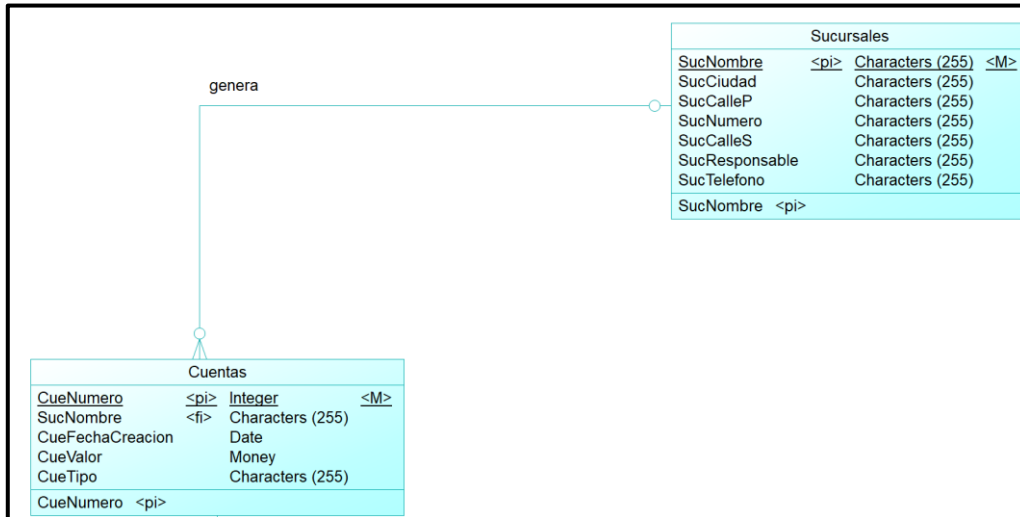 Sucursales
SucNombre <pi> Characters (255) <M>
SucCiudad Characters (255)
SucCalleP Characters (255)
SucNumero Characters (255)
SucCalleS Characters (255)
SucResponsable Characters (255)
SucTelefono Characters (255)
SucNombre <pi>
genera
Cuentas
CueNumero <pi> Integer <M>
SucNombre <fi> Characters (255)
CueFechaCreacion Date
CueValor Money
CueTipo Characters (255)
CueNumero <pi>